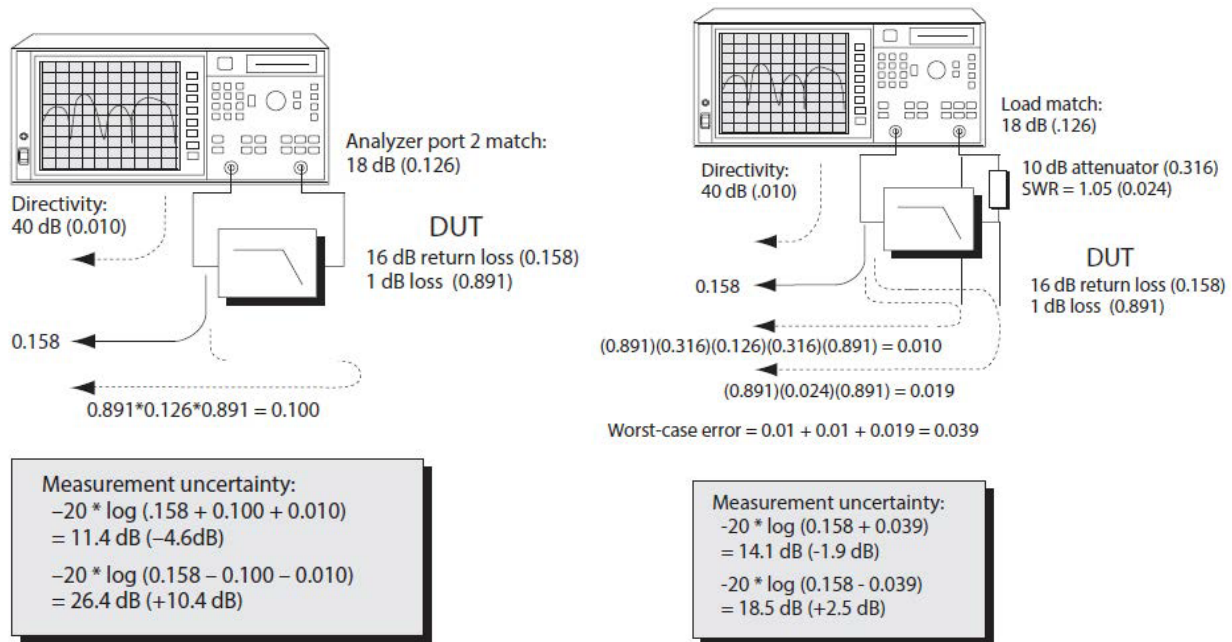 Analyzer port 2 match:
18 dB (0.126)
Directivity:
40 dB (0.010)
DUT
16 dB return loss (0.158)
1 dB loss (0.891)
0.158
0.891*0.126*0.891 = 0.100
Measurement uncertainty:
–20 * log (.158 + 0.100 + 0.010)
= 11.4 dB (–4.6dB)
–20 * log (0.158 – 0.100 – 0.010)
= 26.4 dB (+10.4 dB)
Load match:
18 dB (.126)
10 dB attenuator (0.316)
SWR = 1.05 (0.024)
Directivity:
40 dB (.010)
DUT
16 dB return loss (0.158)
1 dB loss (0.891)
0.158
(0.891)(0.316)(0.126)(0.316)(0.891) = 0.010
(0.891)(0.024)(0.891) = 0.019
Worst-case error = 0.01 + 0.01 + 0.019 = 0.039
Measurement uncertainty:
-20 * log (0.158 + 0.039)
= 14.1 dB (-1.9 dB)
-20 * log (0.158 - 0.039)
= 18.5 dB (+2.5 dB)